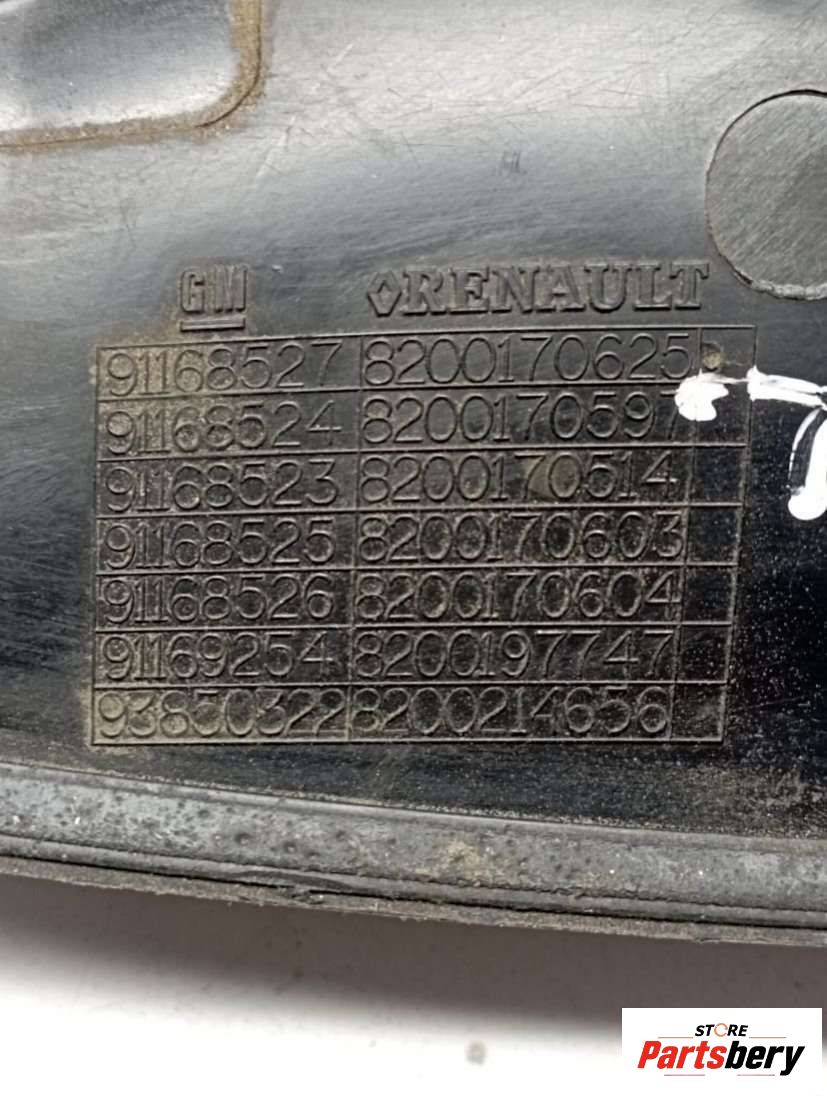 GM RENAULT
91168527 8200170625
91168524 8200170597
91168523 8200170514
91168525 8200170603
91168526 8200170604
91169254 8200197747
93850322 8200214656
STORE
Partsbery